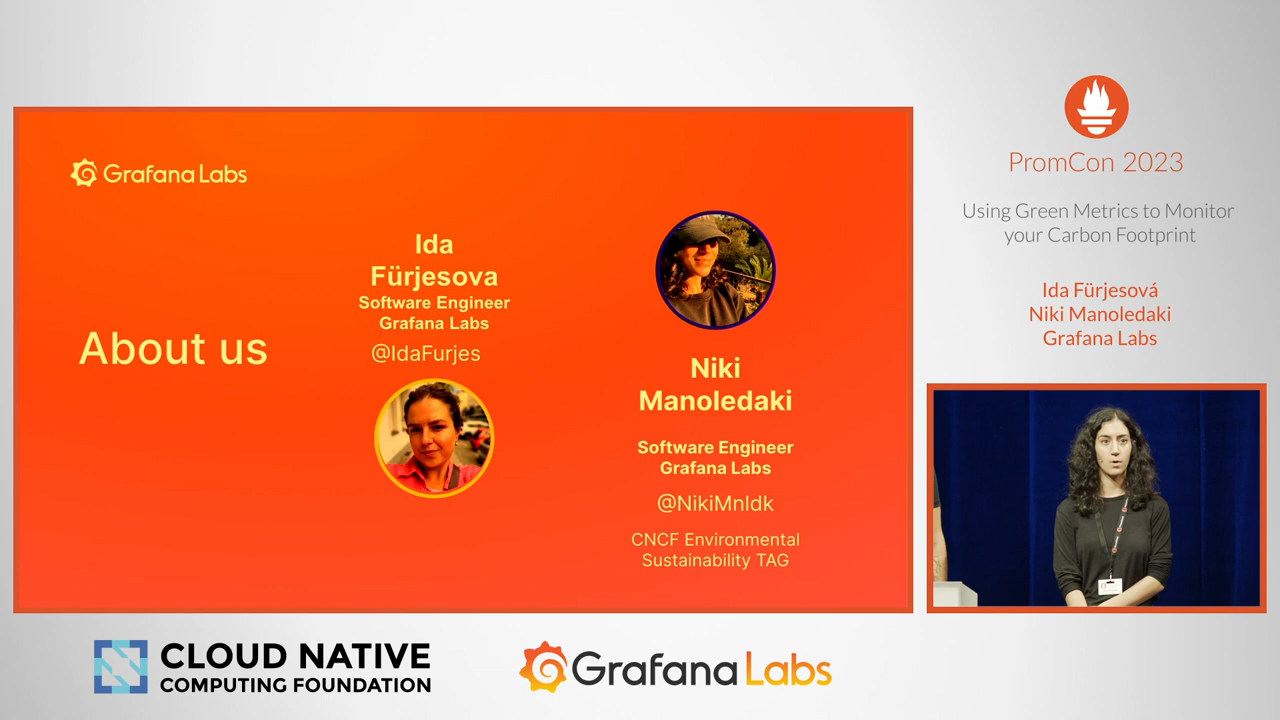 Grafana Labs
About us
Ida
Fürjesova
Software Engineer
Grafana Labs
@IdaFurjes
Niki
Manoledaki
Software Engineer
Grafana Labs
@NikiMnldk
CNCF Environmental
Sustainability TAG
PromCon 2023
Using Green Metrics to Monitor
your Carbon Footprint
Ida Fürjesová
Niki Manoledaki
Grafana Labs
CLOUD NATIVE
COMPUTING FOUNDATION
Grafana Labs